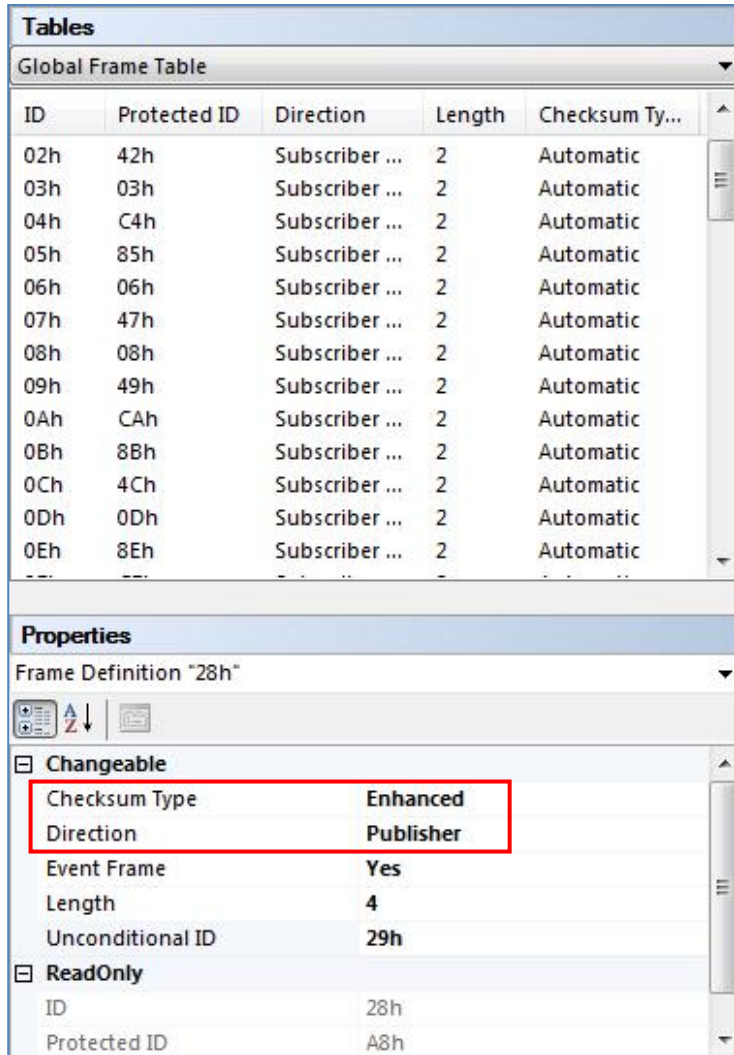 Tables
Global Frame Table
ID Protected ID Direction Length Checksum Ty...
02h 42h Subscriber ... 2 Automatic
03h 03h Subscriber ... 2 Automatic
04h C4h Subscriber ... 2 Automatic
05h 85h Subscriber ... 2 Automatic
06h 06h Subscriber ... 2 Automatic
07h 47h Subscriber ... 2 Automatic
08h 08h Subscriber ... 2 Automatic
09h 49h Subscriber ... 2 Automatic
0Ah CAh Subscriber ... 2 Automatic
0Bh 8Bh Subscriber ... 2 Automatic
0Ch 4Ch Subscriber ... 2 Automatic
0Dh 0Dh Subscriber ... 2 Automatic
0Eh 8Eh Subscriber ... 2 Automatic
Properties
Frame Definition "28h"
A
Z
Changeable
Checksum Type Enhanced
Direction Publisher
Event Frame Yes
Length 4
Unconditional ID 29h
ReadOnly
ID 28h
Protected ID A8h